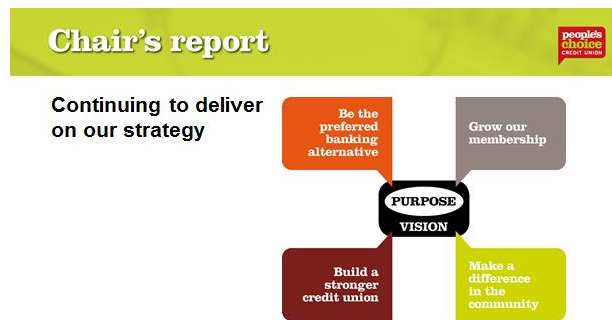 Chair's report
people's
choice
CREDIT UNION
Continuing to deliver
on our strategy
Be the
preferred
banking
alternative
Grow our
membership
PURPOSE
VISION
Build a
stronger
credit union
Make a
difference
in the
community